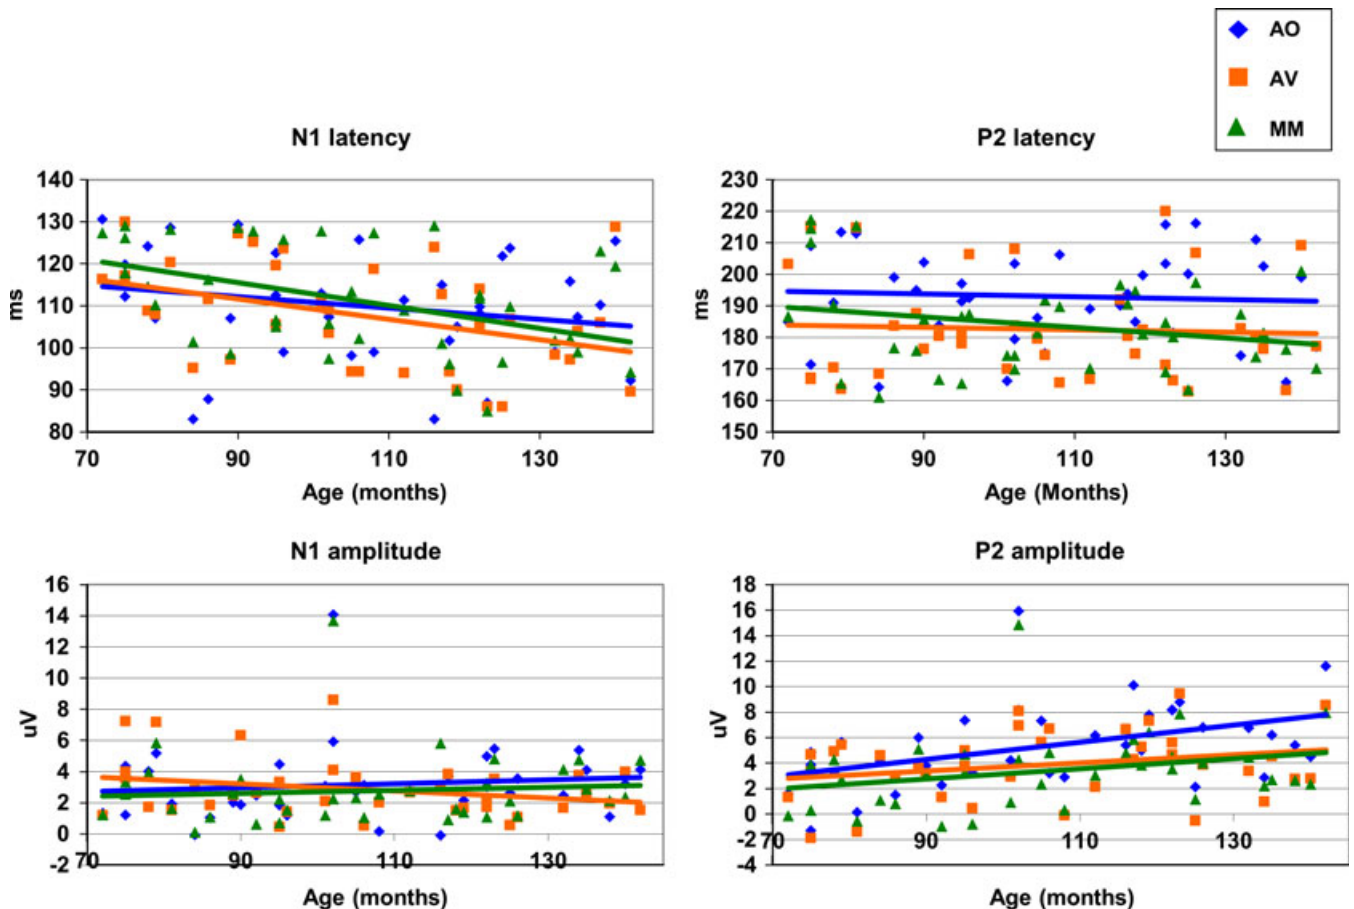 AO
AV
MM
N1 latency
P2 latency
140
130
120
110
100
90
80
ms
70 90 110 130
Age (months)
230
220
210
200
190
180
170
160
150
ms
70 90 110 130
Age (Months)
N1 amplitude
P2 amplitude
16
14
12
10
8
6
4
2
0
-2
uV
70 90 110 130
Age (months)
18
16
14
12
10
8
6
4
2
0
-2
-4
uV
70 90 110 130
Age (months)